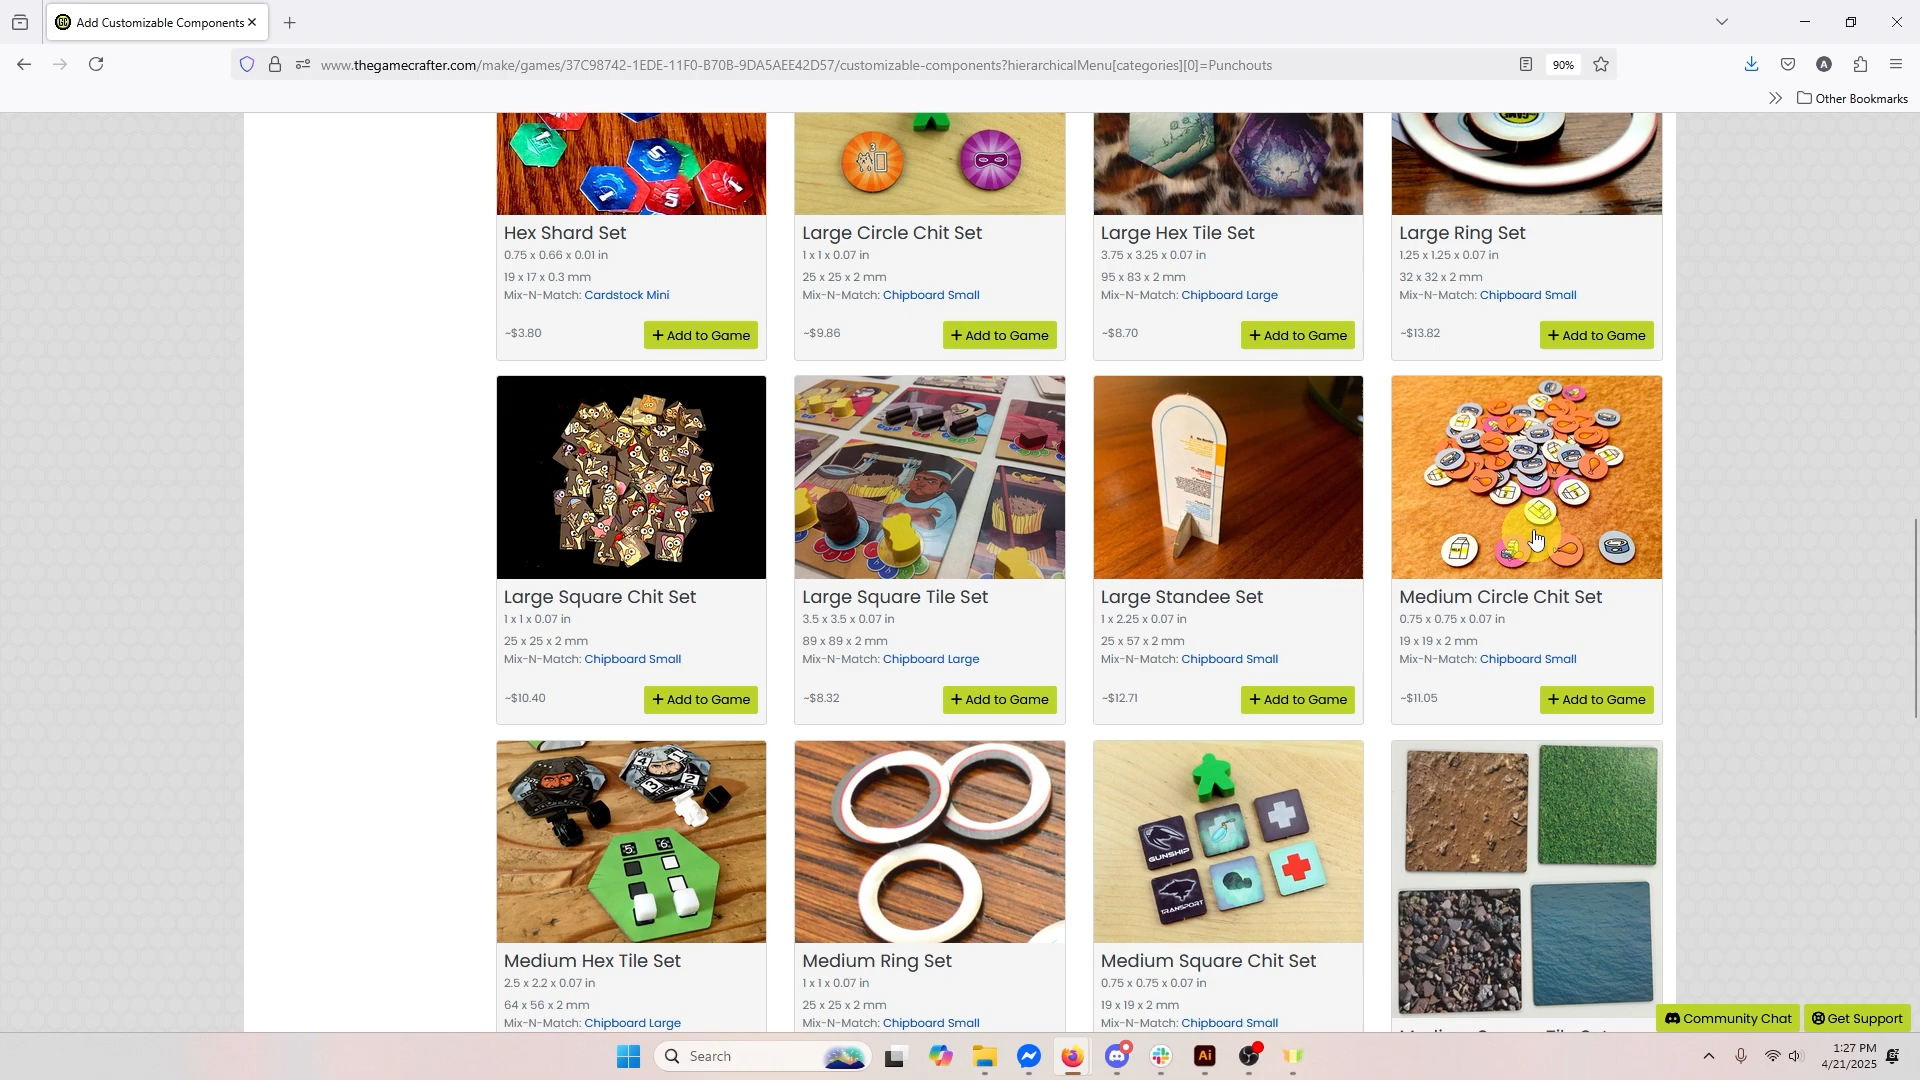 Add Customizable Components
www.thegamecrafter.com/make/games/37C98742-1EDE-11F0-B70B-9DA5AEE42D57/customizable-components?hierarchicalMenu[categories][0]=Punchouts
90%
Other Bookmarks
Hex Shard Set
0.75 x 0.66 x 0.01 in
19 x 17 x 0.3 mm
Mix-N-Match: Cardstock Mini
~$3.80
+ Add to Game
Large Circle Chit Set
1 x 1 x 0.07 in
25 x 25 x 2 mm
Mix-N-Match: Chipboard Small
~$9.86
+ Add to Game
Large Hex Tile Set
3.75 x 3.25 x 0.07 in
95 x 83 x 2 mm
Mix-N-Match: Chipboard Large
~$8.70
+ Add to Game
Large Ring Set
1.25 x 1.25 x 0.07 in
32 x 32 x 2 mm
Mix-N-Match: Chipboard Small
~$13.82
+ Add to Game
Large Square Chit Set
1 x 1 x 0.07 in
25 x 25 x 2 mm
Mix-N-Match: Chipboard Small
~$10.40
+ Add to Game
Large Square Tile Set
3.5 x 3.5 x 0.07 in
89 x 89 x 2 mm
Mix-N-Match: Chipboard Large
~$8.32
+ Add to Game
Large Standee Set
1 x 2.25 x 0.07 in
25 x 57 x 2 mm
Mix-N-Match: Chipboard Small
~$12.71
+ Add to Game
Medium Circle Chit Set
0.75 x 0.75 x 0.07 in
19 x 19 x 2 mm
Mix-N-Match: Chipboard Small
~$11.05
+ Add to Game
GUNSHIP
TRANSPORT
Medium Hex Tile Set
2.5 x 2.2 x 0.07 in
64 x 56 x 2 mm
Mix-N-Match: Chipboard Large
Medium Ring Set
1 x 1 x 0.07 in
25 x 25 x 2 mm
Mix-N-Match: Chipboard Small
Medium Square Chit Set
0.75 x 0.75 x 0.07 in
19 x 19 x 2 mm
Mix-N-Match: Chipboard Small
Community Chat
Get Support
Search
1:27 PM
4/21/2025